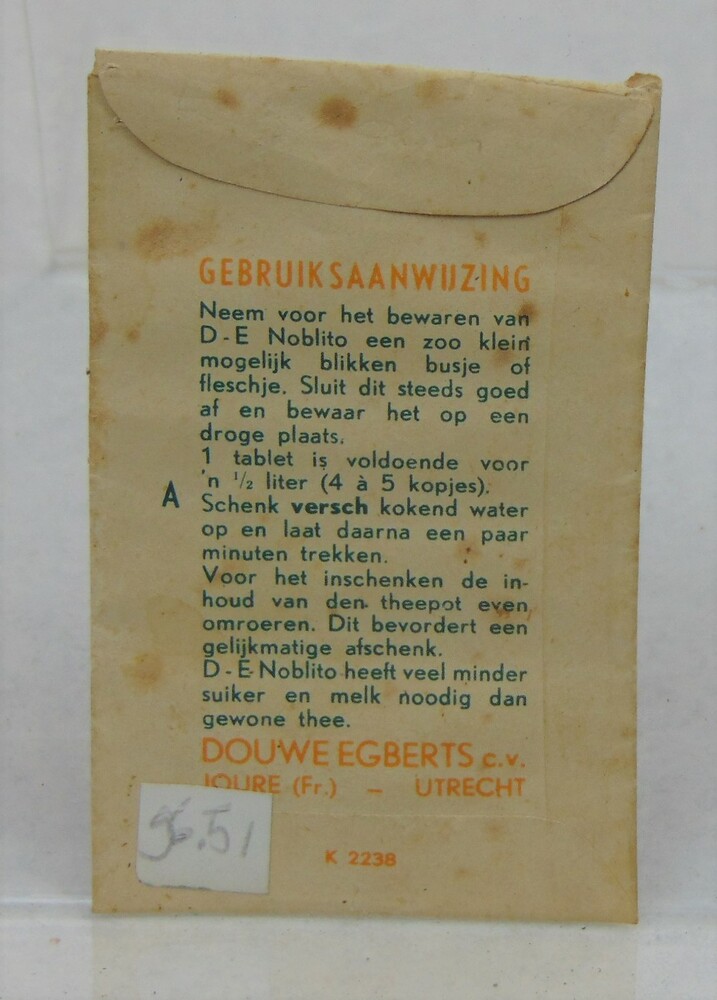 GEBRUIKSAANWIJZING
Neem voor het bewaren van
D-E Noblito een zoo klein
mogelijk blikken busje of
fleschje. Sluit dit steeds goed
af en bewaar het op een
droge plaats.
1 tablet is voldoende voor
'n 1/2 liter (4 à 5 kopjes).
A Schenk versch kokend water
op en laat daarna een paar
minuten trekken.
Voor het inschenken de in-
houd van den theepot even
omroeren. Dit bevordert een
gelijkmatige afschenk.
D-E Noblito heeft veel minder
suiker en melk noodig dan
gewone thee.
DOUWE EGBERTS c.v.
JOURE (Fr.) — UTRECHT
56.51
K 2238